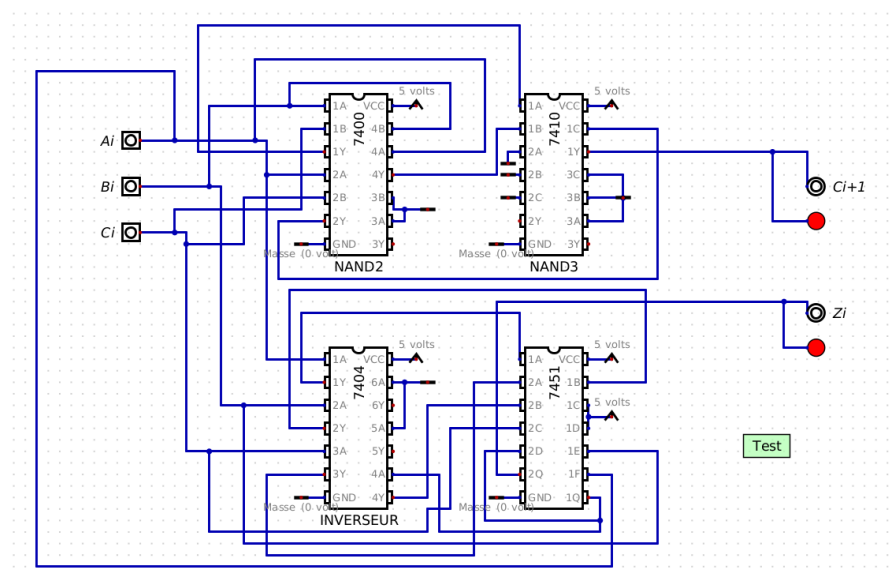 Ai
Bi
Ci
5 volts
1A VCC
1B 4B
1Y 4A
2A 4Y
2B 3B
2Y 3A
GND 3Y
7400
Masse (0 volt)
NAND2
5 volts
1A VCC
1B 1C
2A 1Y
2B 3C
2C 3B
2Y 3A
GND 3Y
7410
Masse (0 volt)
NAND3
Ci+1
Zi
5 volts
1A VCC
1Y 6A
2A 6Y
2Y 5A
3A 5Y
3Y 4A
GND 4Y
7404
Masse (0 volt)
INVERSEUR
5 volts
1A VCC
2A 1B
2B 1C
2C 1D
2D 1E
2Q 1F
GND 1Q
7451
5 volts
Masse (0 volt)
Test